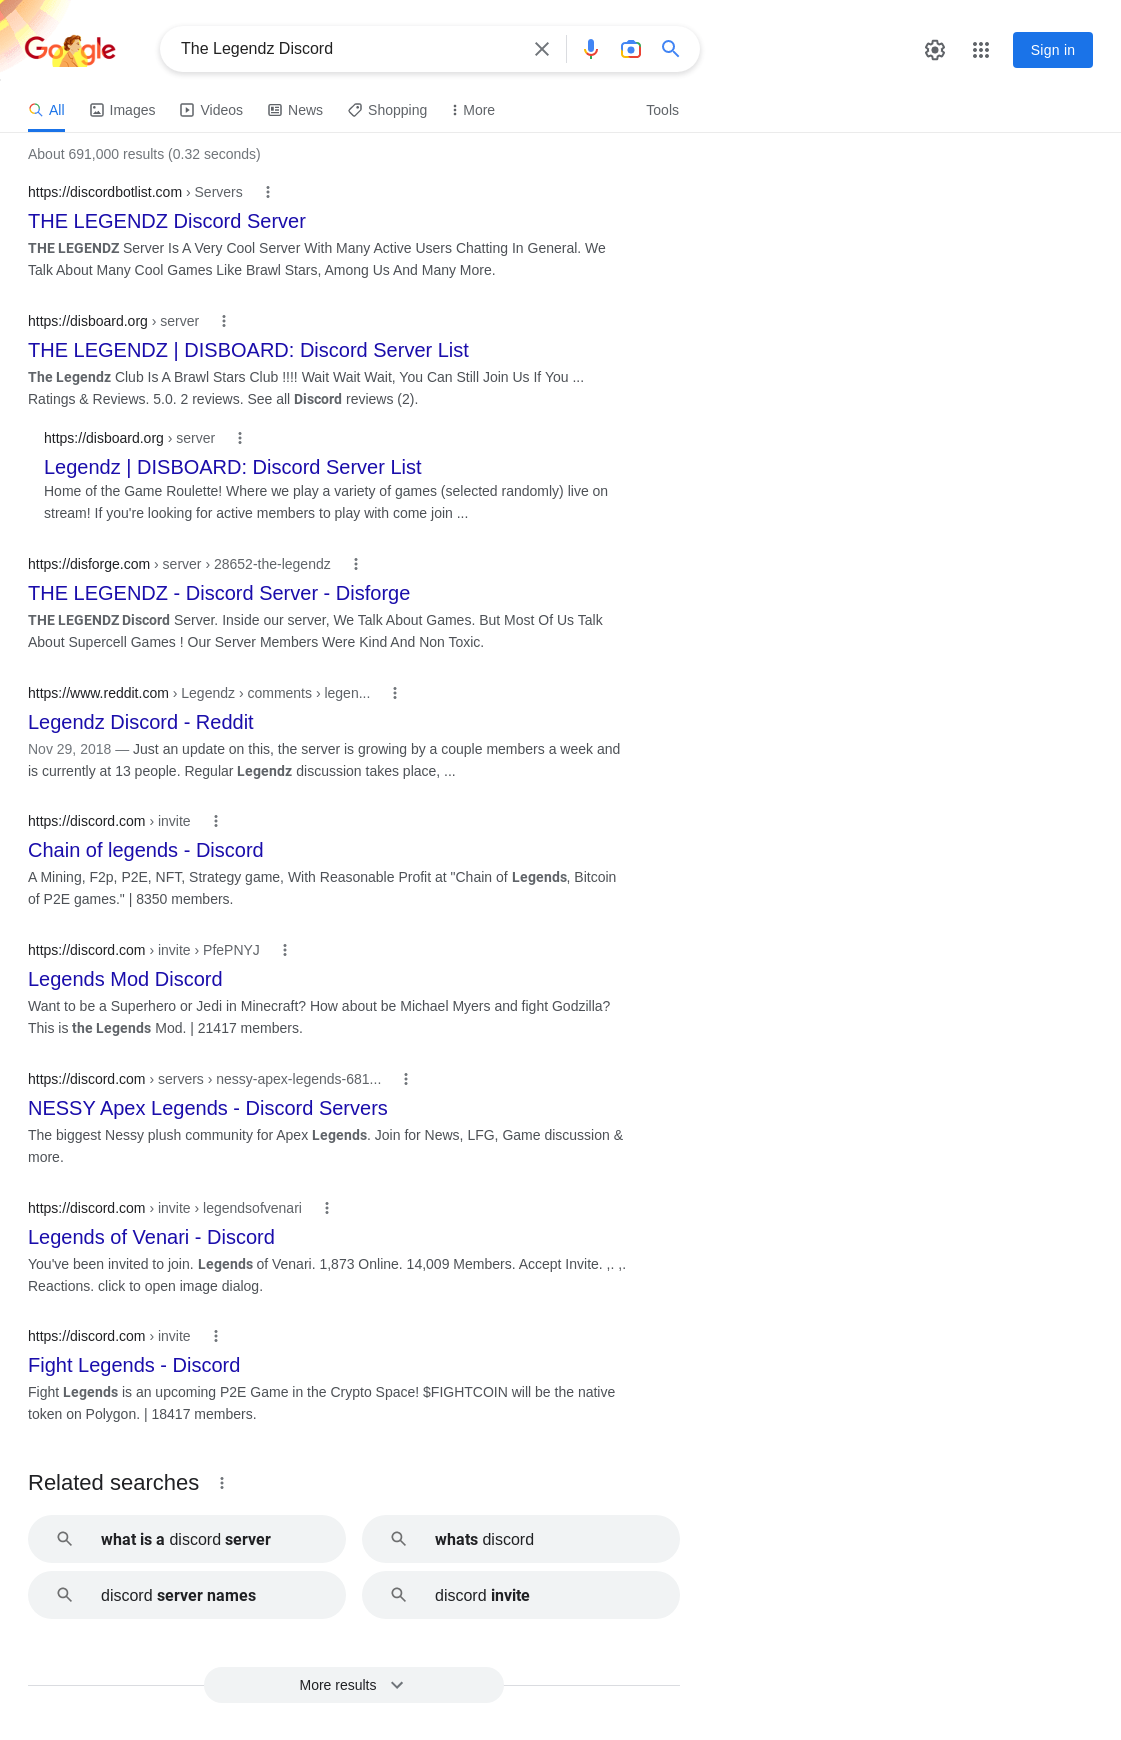 Google
The Legendz Discord
Sign in
All
Images
Videos
News
Shopping
More
Tools
About 691,000 results (0.32 seconds)
https://discordbotlist.com › Servers
THE LEGENDZ Discord Server
THE LEGENDZ Server Is A Very Cool Server With Many Active Users Chatting In General. We
Talk About Many Cool Games Like Brawl Stars, Among Us And Many More.
https://disboard.org › server
THE LEGENDZ | DISBOARD: Discord Server List
The Legendz Club Is A Brawl Stars Club !!!! Wait Wait Wait, You Can Still Join Us If You ...
Ratings & Reviews. 5.0. 2 reviews. See all Discord reviews (2).
https://disboard.org › server
Legendz | DISBOARD: Discord Server List
Home of the Game Roulette! Where we play a variety of games (selected randomly) live on
stream! If you're looking for active members to play with come join ...
https://disforge.com › server › 28652-the-legendz
THE LEGENDZ - Discord Server - Disforge
THE LEGENDZ Discord Server. Inside our server, We Talk About Games. But Most Of Us Talk
About Supercell Games ! Our Server Members Were Kind And Non Toxic.
https://www.reddit.com › Legendz › comments › legen...
Legendz Discord - Reddit
Nov 29, 2018 — Just an update on this, the server is growing by a couple members a week and
is currently at 13 people. Regular Legendz discussion takes place, ...
https://discord.com › invite
Chain of legends - Discord
A Mining, F2p, P2E, NFT, Strategy game, With Reasonable Profit at "Chain of Legends, Bitcoin
of P2E games." | 8350 members.
https://discord.com › invite › PfePNYJ
Legends Mod Discord
Want to be a Superhero or Jedi in Minecraft? How about be Michael Myers and fight Godzilla?
This is the Legends Mod. | 21417 members.
https://discord.com › servers › nessy-apex-legends-681...
NESSY Apex Legends - Discord Servers
The biggest Nessy plush community for Apex Legends. Join for News, LFG, Game discussion &
more.
https://discord.com › invite › legendsofvenari
Legends of Venari - Discord
You've been invited to join. Legends of Venari. 1,873 Online. 14,009 Members. Accept Invite. ,. ,.
Reactions. click to open image dialog.
https://discord.com › invite
Fight Legends - Discord
Fight Legends is an upcoming P2E Game in the Crypto Space! $FIGHTCOIN will be the native
token on Polygon. | 18417 members.
Related searches
what is a discord server
whats discord
discord server names
discord invite
More results